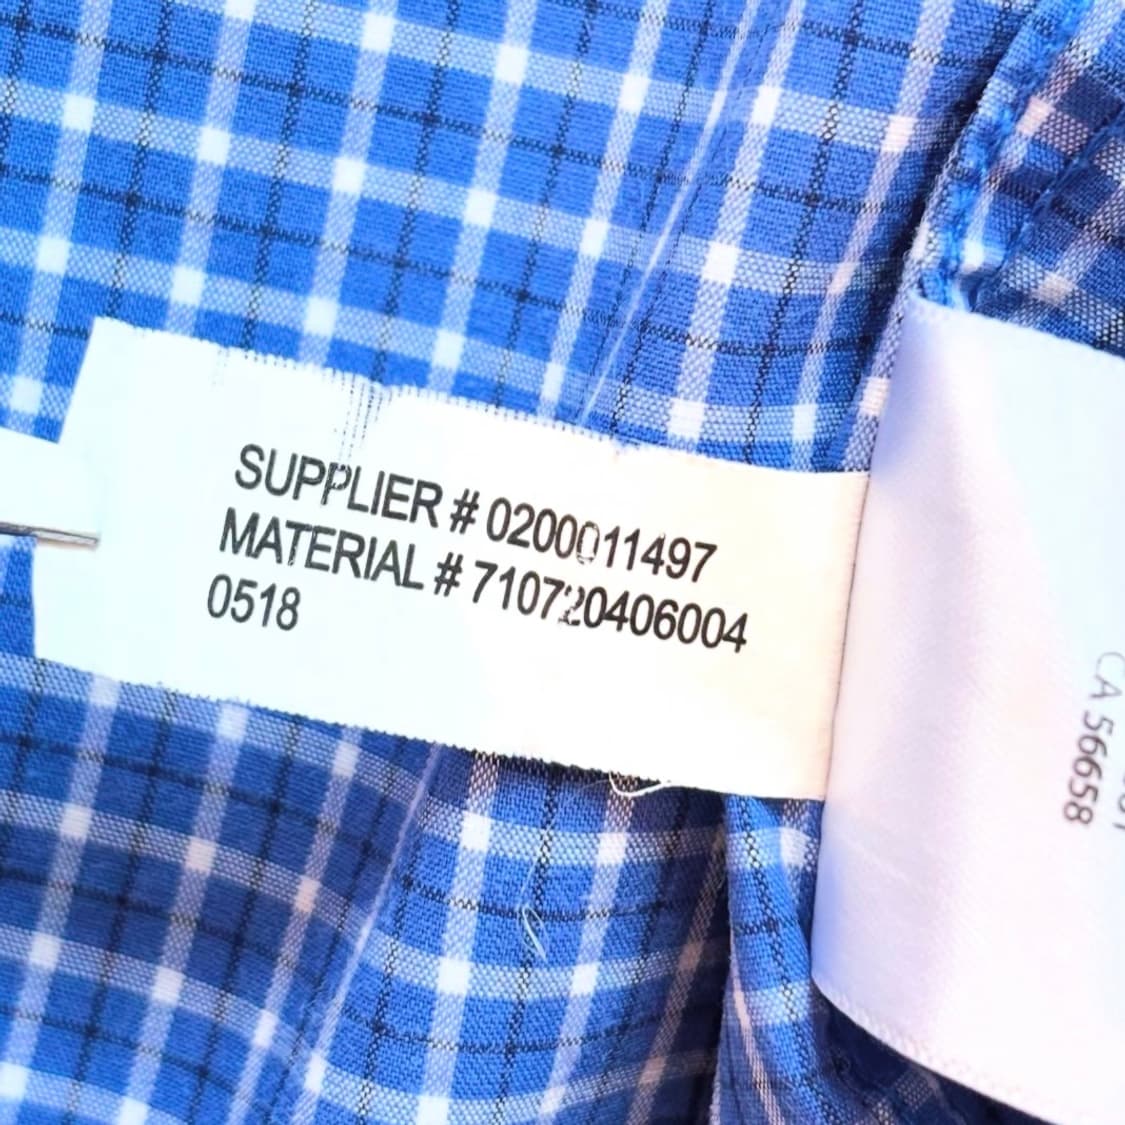 SUPPLIER # 0200011497
MATERIAL # 710720406004
0518
CA 56658